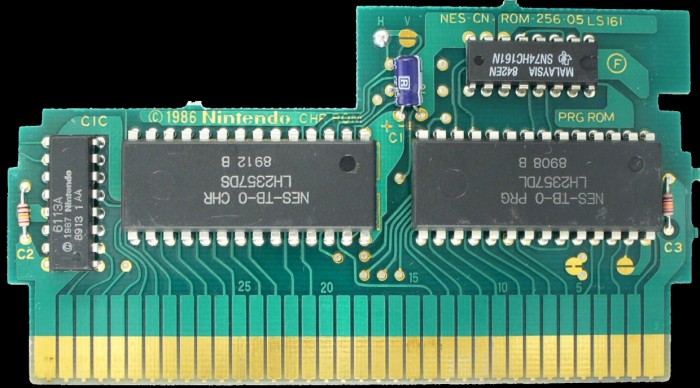 NES-CN-ROM-256-05 LS161
H V
MALAYSIA 842EN
SN74HC161N
F
PRG ROM
© 1986 Nintendo CHR ROM
CIC
R
+
C1
6113A
© 1987 Nintendo
8913 1 AA
NES-TB-0 CHR
LH2357DS
8912 B
NES-TB-0 PRG
LH2357DL
8908 B
C2
C3
25
20
15
5